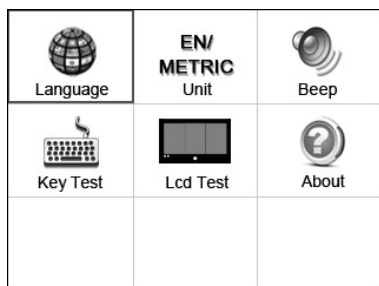 EN/
METRIC
Language
Unit
Beep
Key Test
Lcd Test
About